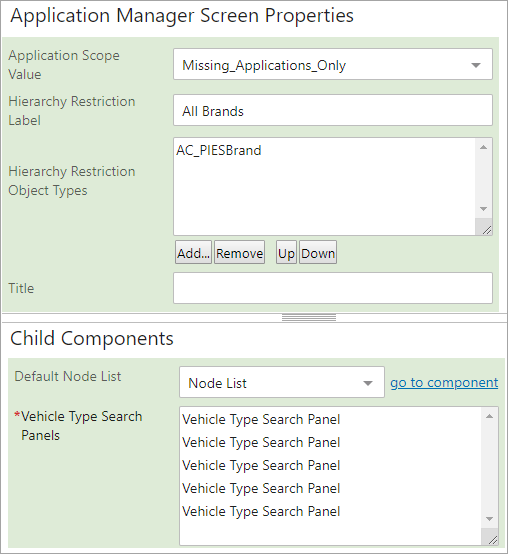 Application Manager Screen Properties
Application Scope
Value
Missing_Applications_Only
Hierarchy Restriction
Label
All Brands
Hierarchy Restriction
Object Types
AC_PIESBrand
Add... Remove Up Down
Title
Child Components
Default Node List
Node List
go to component
*Vehicle Type Search
Panels
Vehicle Type Search Panel
Vehicle Type Search Panel
Vehicle Type Search Panel
Vehicle Type Search Panel
Vehicle Type Search Panel